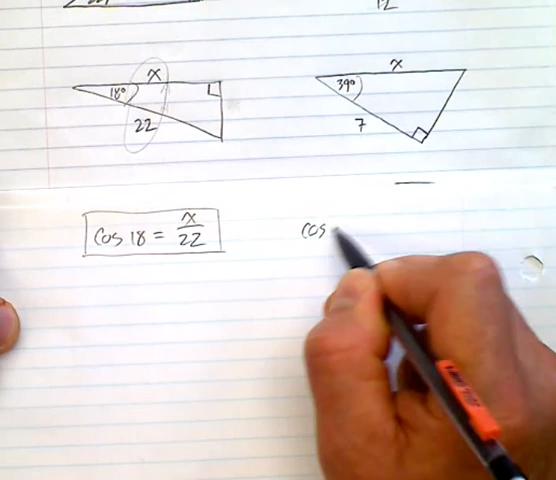 12
x
18°
22
x
39°
7
cos 18 = x/22
cos